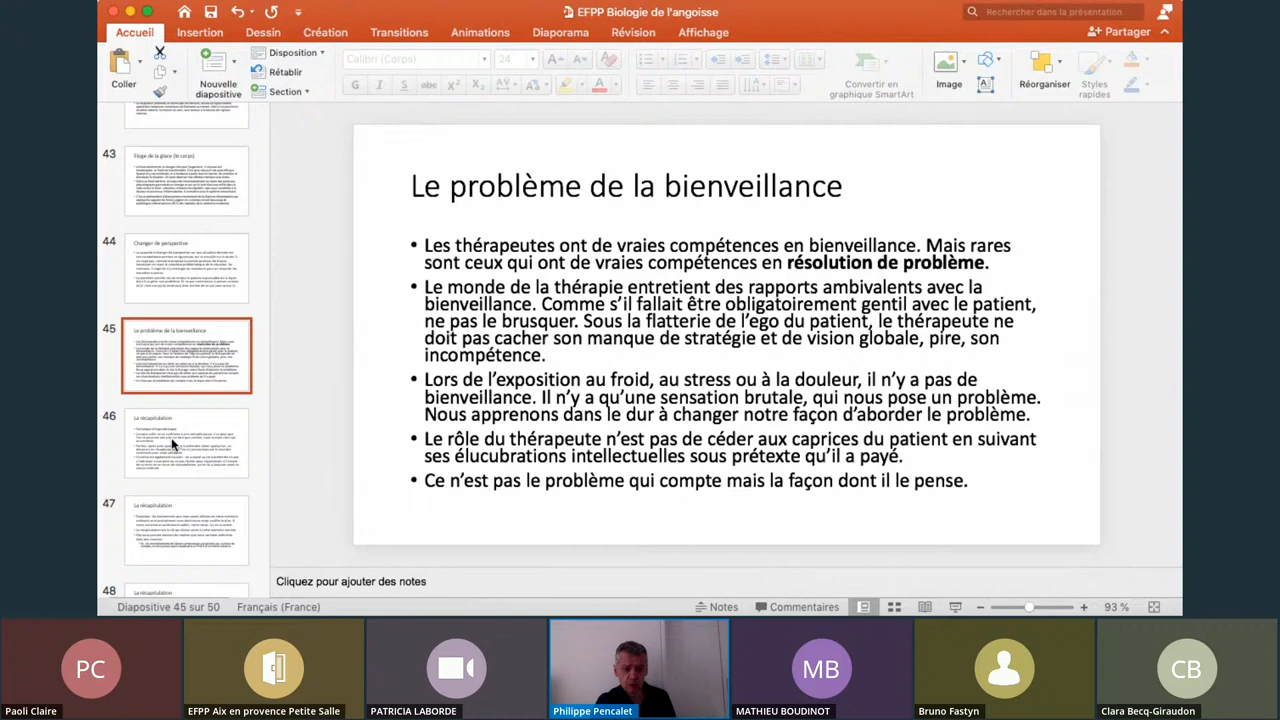 EFPP Biologie de l'angoisse
Rechercher dans la présentation
Accueil
Insertion
Dessin
Création
Transitions
Animations
Diaporama
Révision
Affichage
Partager
Coller
Nouvelle
diapositive
Disposition
Rétablir
Section
Calibri (Corps)
24
Convertir en
graphique SmartArt
Image
Réorganiser
Styles
rapides
43
Eloge de la glace (le corps)
44
Changer de perspective
45
Le problème de la bienveillance
46
La récapitulation
47
La récapitulation
48
La récapitulation
Le problème de la bienveillance
• Les thérapeutes ont de vraies compétences en bienveillance. Mais rares
sont ceux qui ont de vraies compétences en résolution de problème.
• Le monde de la thérapie entretient des rapports ambivalents avec la
bienveillance. Comme s'il fallait être obligatoirement gentil avec le patient,
ne pas le brusquer. Sous la flatterie de l'ego du patient, le thérapeute ne
doit pas cacher son manque de stratégie et de vision globale, pire, son
incompétence.
• Lors de l'exposition au froid, au stress ou à la douleur, il n'y a pas de
bienveillance. Il n'y a qu'une sensation brutale, qui nous pose un problème.
Nous apprenons dans le dur à changer notre façon d'aborder le problème.
• La rôle du thérapeute n'est pas de céder aux caprices du patient en suivant
ses élucubrations intellectuelles sous prétexte qu'il a payé.
• Ce n'est pas le problème qui compte mais la façon dont il le pense.
Cliquez pour ajouter des notes
Diapositive 45 sur 50
Français (France)
Notes
Commentaires
93 %
PC
Paoli Claire
EFPP Aix en provence Petite Salle
PATRICIA LABORDE
Philippe Pencalet
MB
MATHIEU BOUDINOT
Bruno Fastyn
CB
Clara Becq-Giraudon